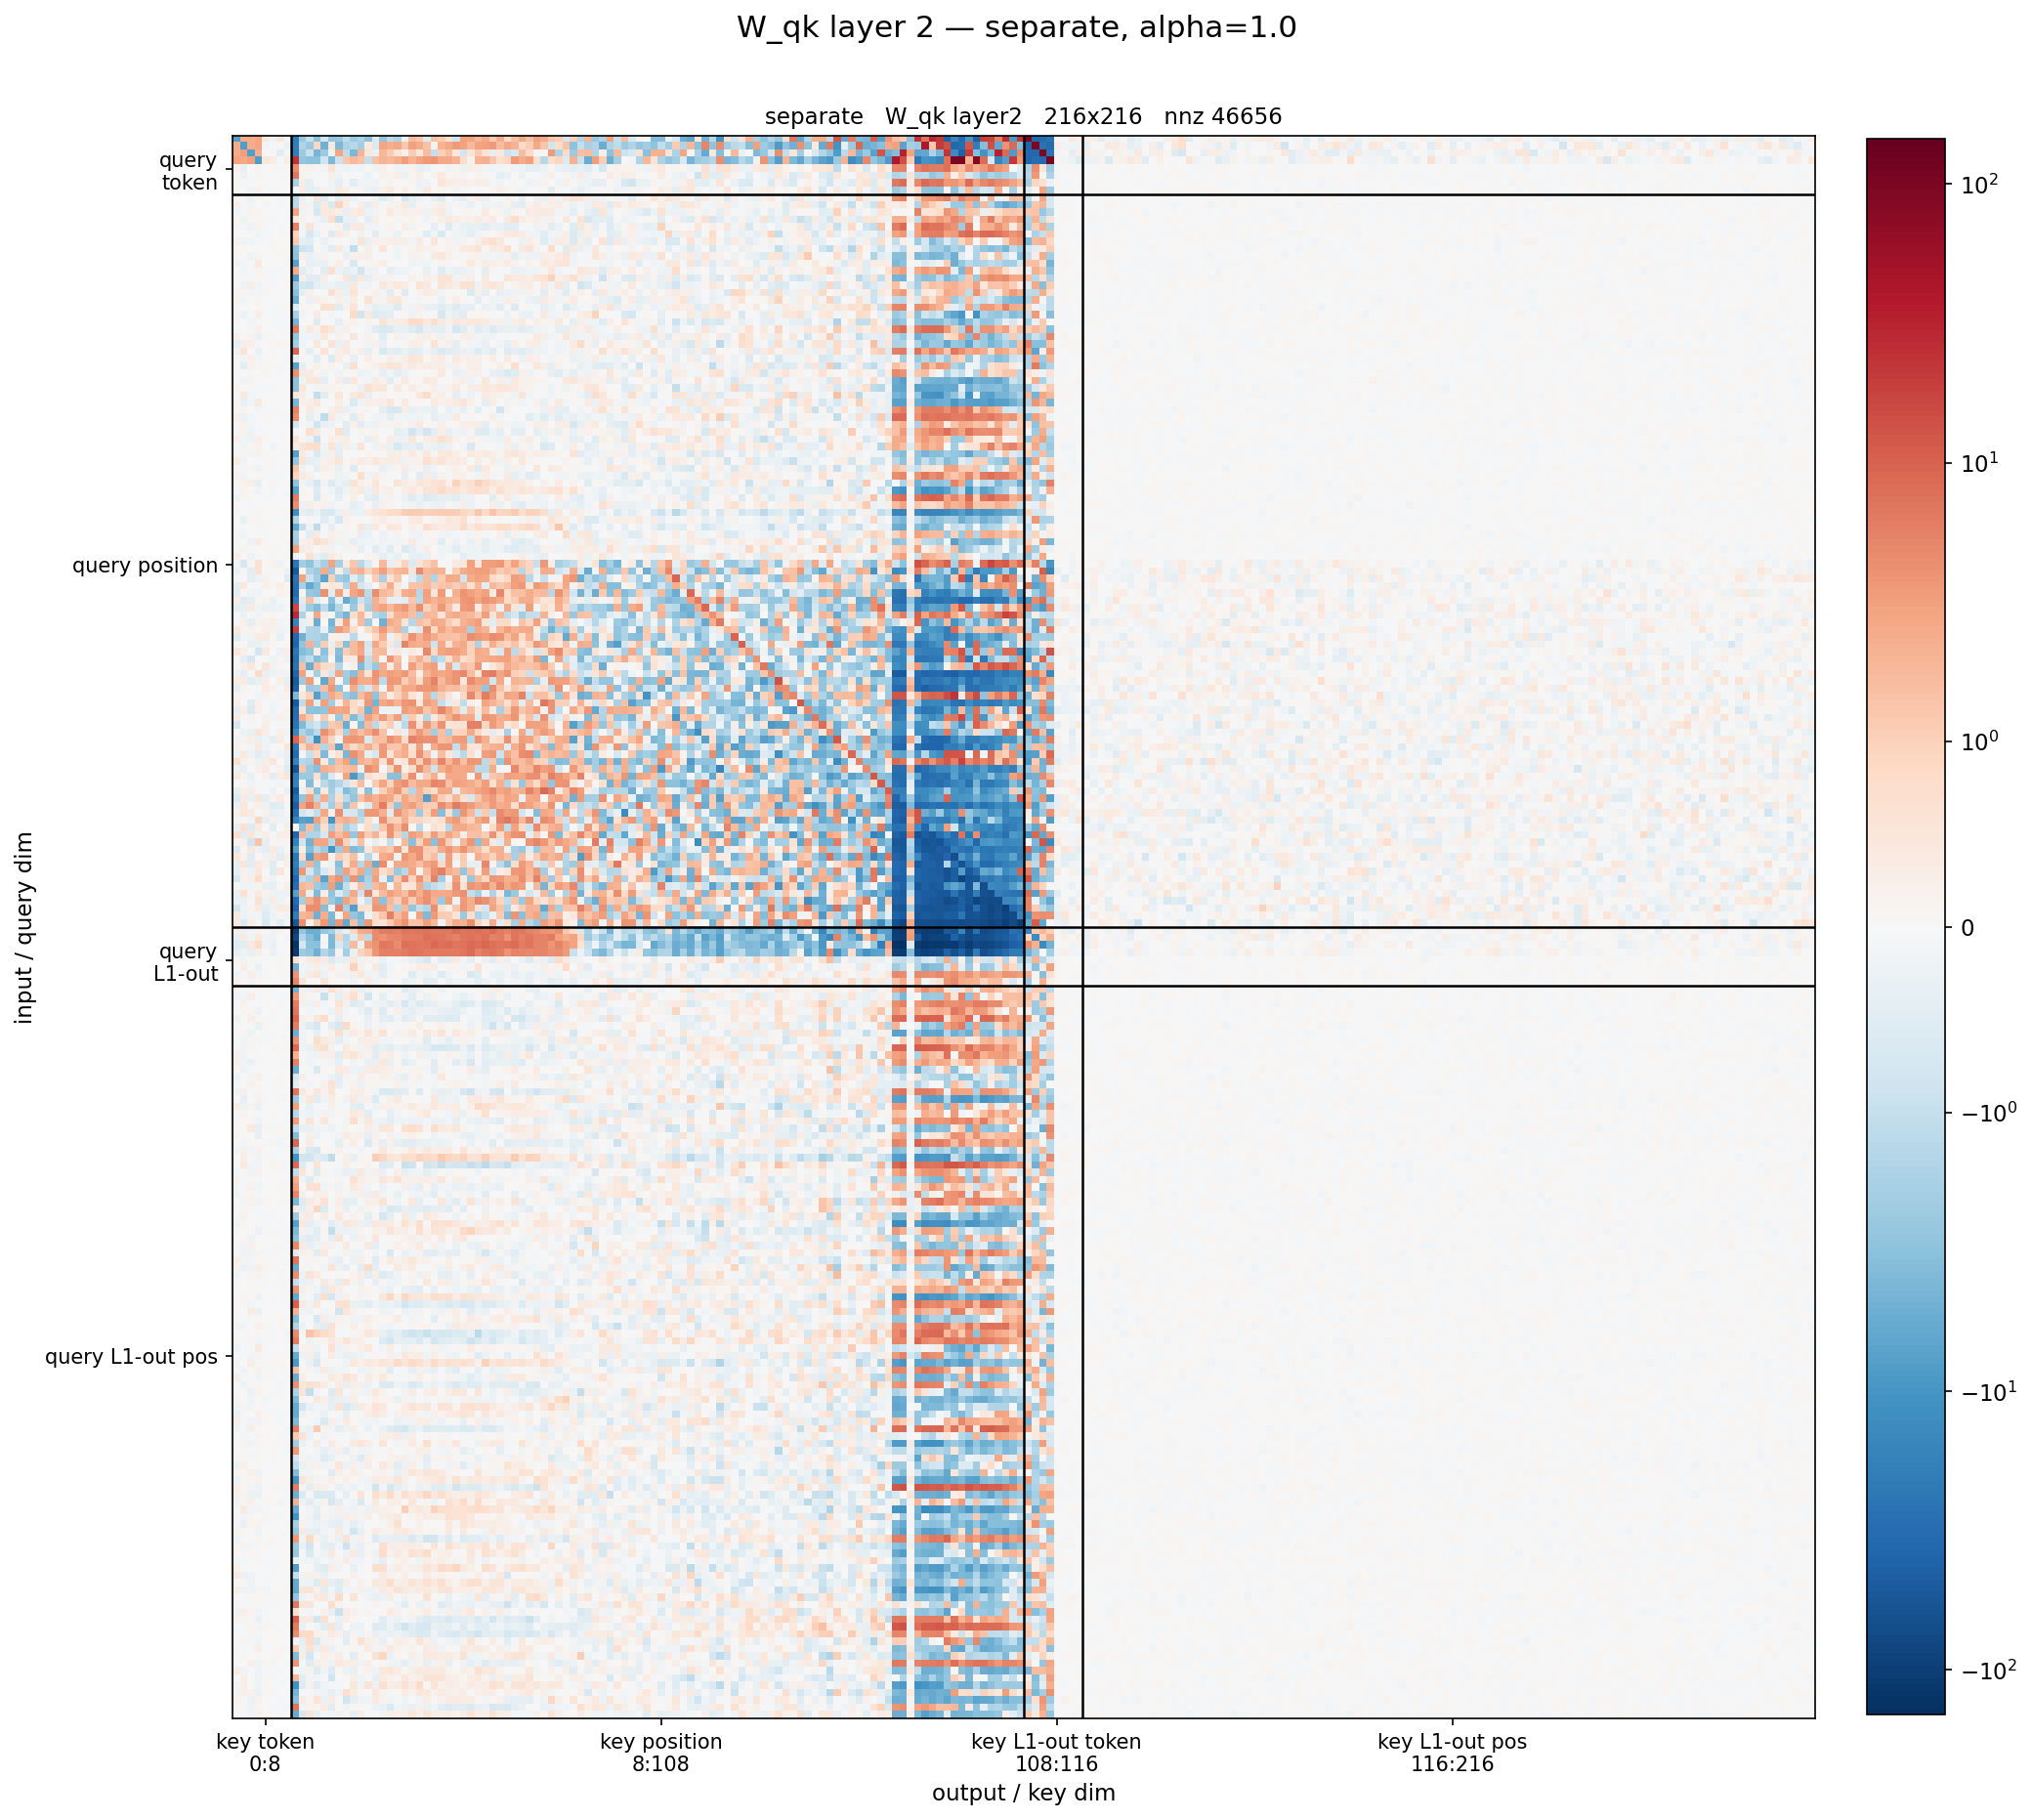 W_qk layer 2 — separate, alpha=1.0
separate   W_qk layer2   216x216   nnz 46656
query
token
query position
query
L1-out
query L1-out pos
input / query dim
key token
0:8
key position
8:108
key L1-out token
108:116
key L1-out pos
116:216
output / key dim
10²
10¹
10⁰
0
−10⁰
−10¹
−10²